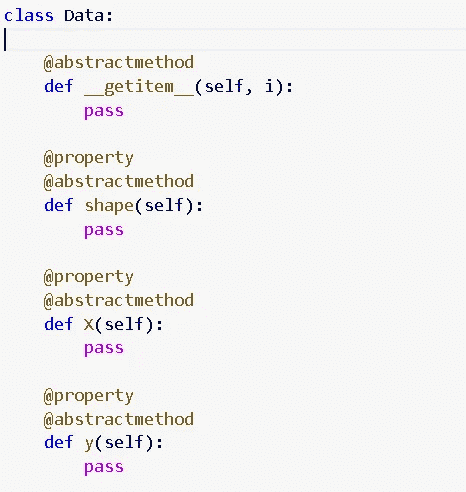 class Data:
    @abstractmethod
    def __getitem__(self, i):
        pass
    @property
    @abstractmethod
    def shape(self):
        pass
    @property
    @abstractmethod
    def X(self):
        pass
    @property
    @abstractmethod
    def y(self):
        pass